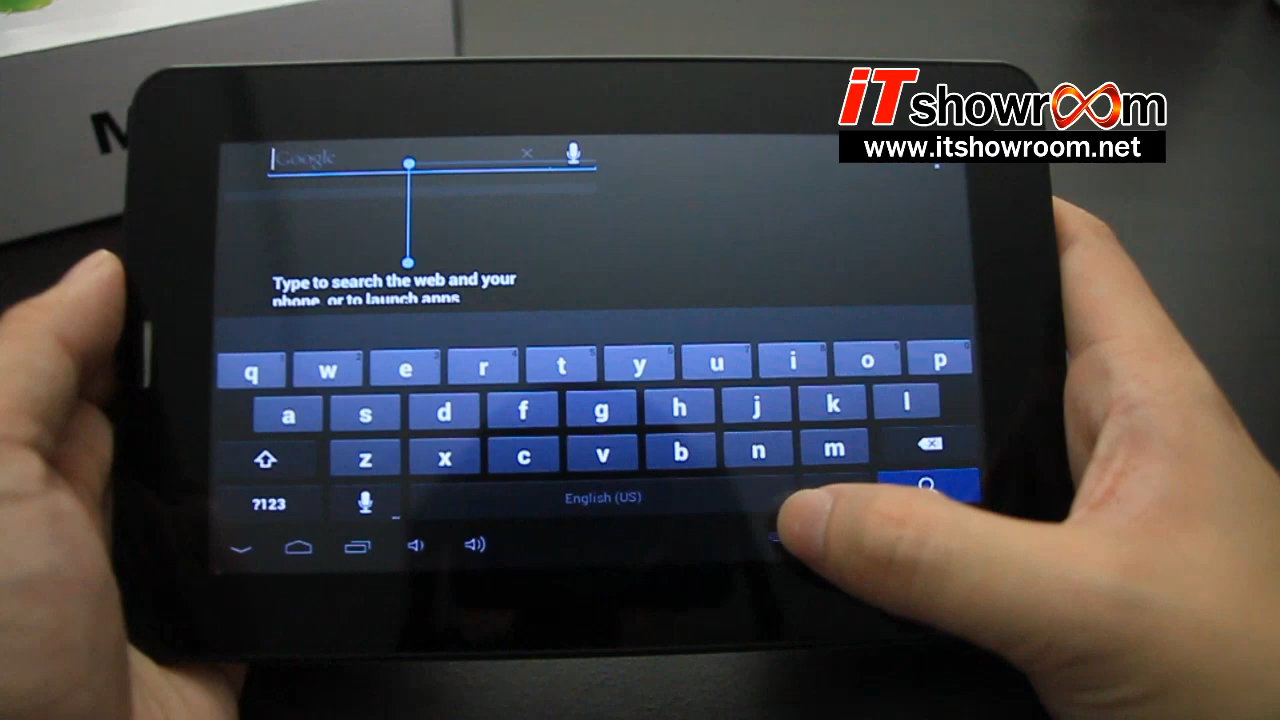 iTshowroom
www.itshowroom.net
M
Google
Type to search the web and your
phone, or to launch apps
q w e r t y u i o p
a s d f g h j k l
z x c v b n m
?123
English (US)